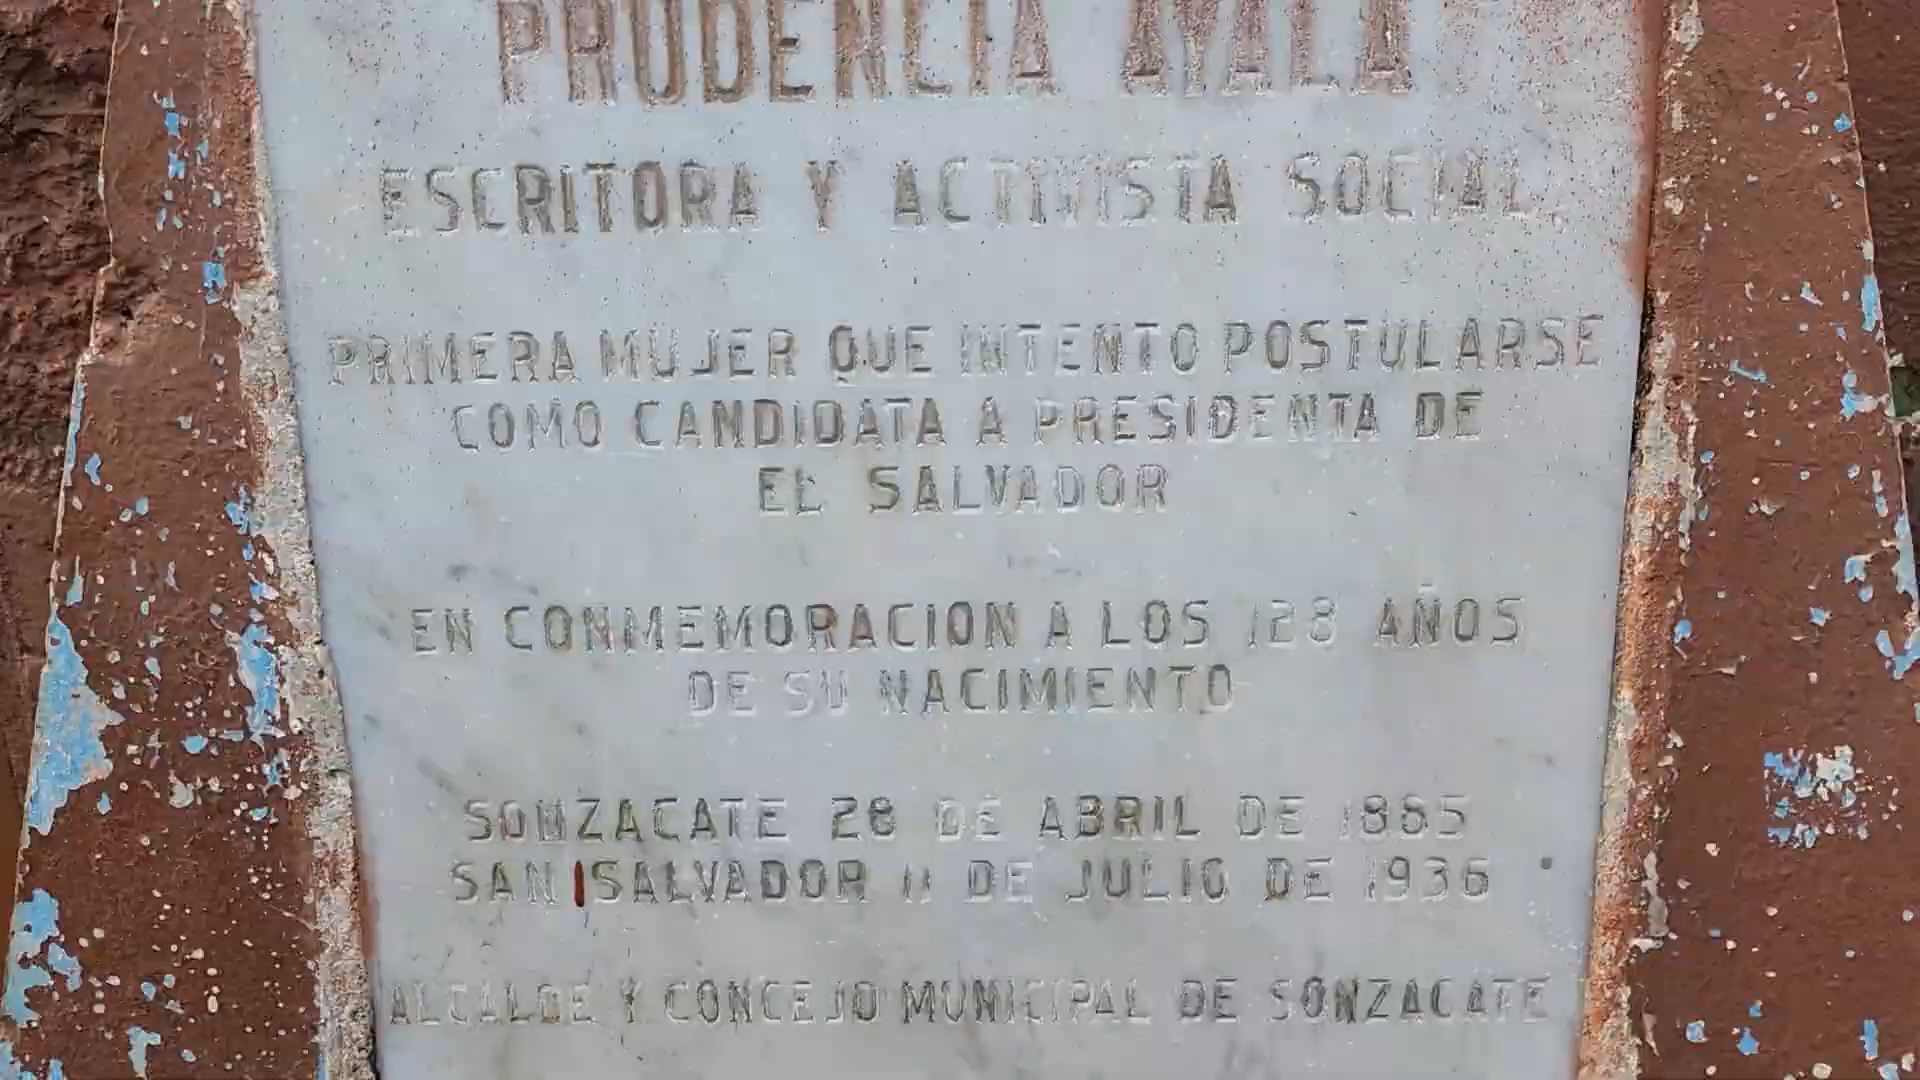 PRUDENCIA AYALA
ESCRITORA Y ACTIVISTA SOCIAL.
PRIMERA MUJER QUE INTENTO POSTULARSE
COMO CANDIDATA A PRESIDENTA DE
EL SALVADOR
EN CONMEMORACION A LOS 128 AÑOS
DE SU NACIMIENTO
SONZACATE 28 DE ABRIL DE 1885
SAN SALVADOR 11 DE JULIO DE 1936
ALCALDE Y CONCEJO MUNICIPAL DE SONZACATE